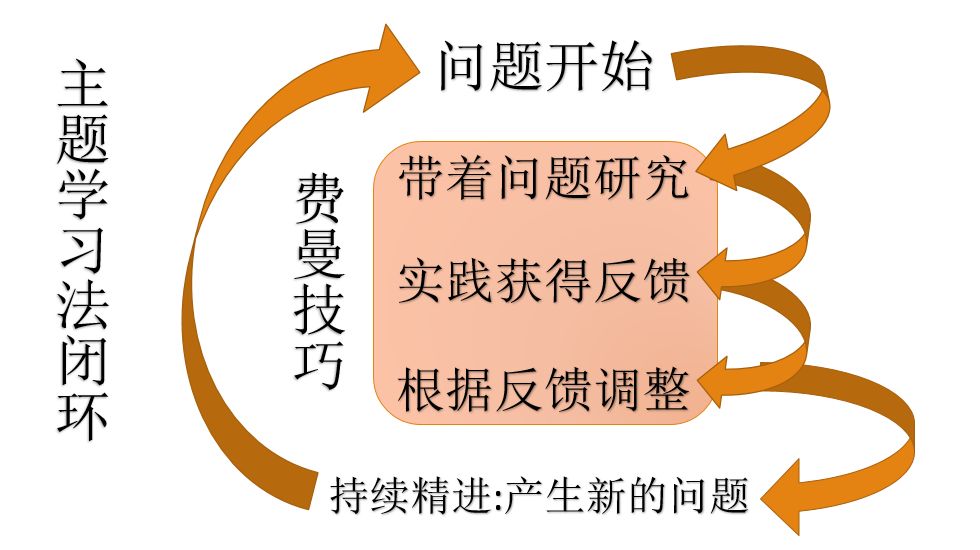 主题学习法闭环
问题开始
费曼技巧
带着问题研究
实践获得反馈
根据反馈调整
持续精进:产生新的问题